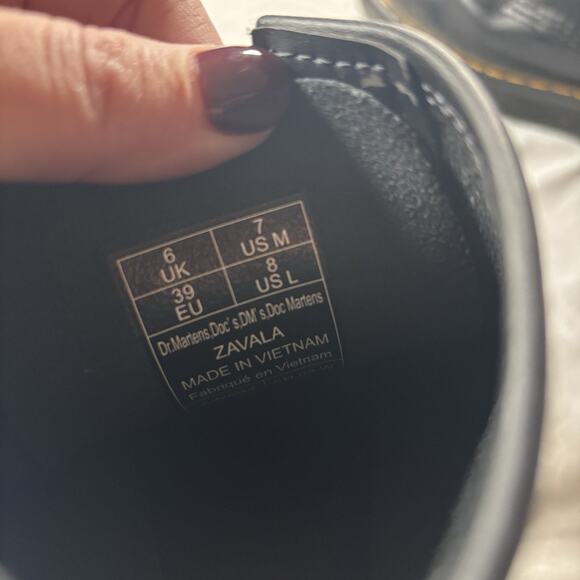 6 UK
7 US M
39 EU
8 US L
Dr.Martens,Doc's,DM's,Doc Martens
ZAVALA
MADE IN VIETNAM
Fabriqué en Vietnam